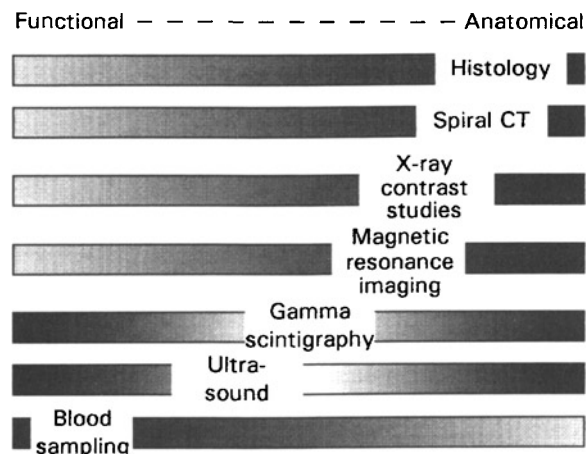 Functional – – – – – – – – – – – Anatomical
Histology
Spiral CT
X-ray
contrast
studies
Magnetic
resonance
imaging
Gamma
scintigraphy
Ultra-
sound
Blood
sampling